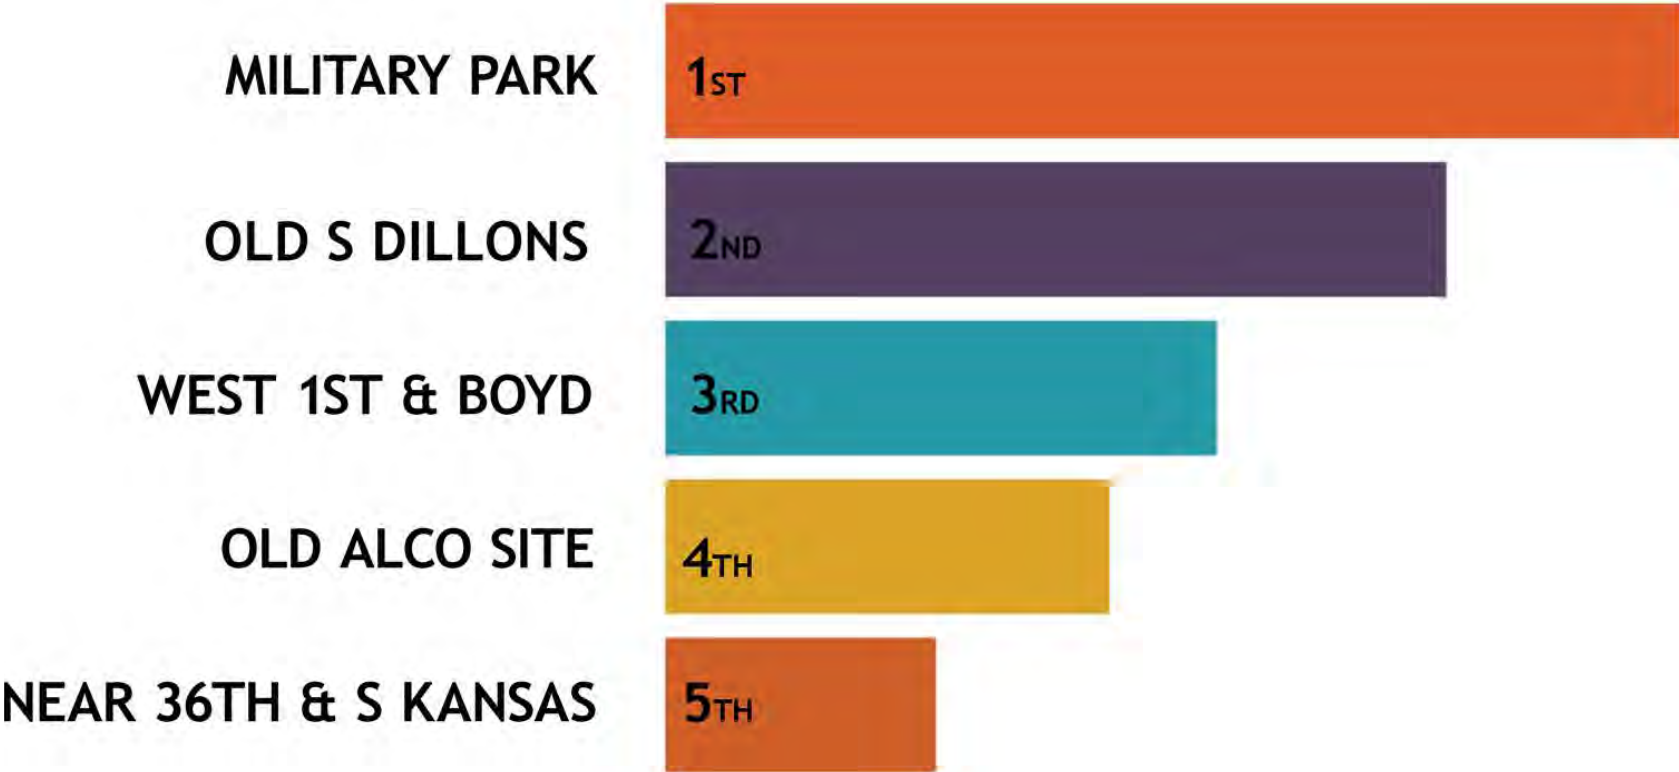 MILITARY PARK 1ST
OLD S DILLONS 2ND
WEST 1ST & BOYD 3RD
OLD ALCO SITE 4TH
NEAR 36TH & S KANSAS 5TH